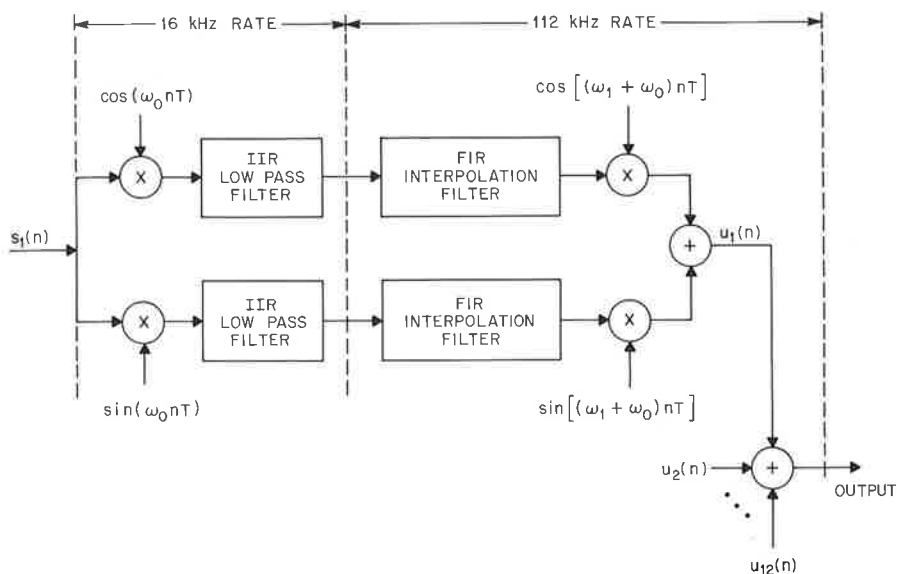 16 kHz RATE
112 kHz RATE
cos(ω₀nT)
cos[(ω₁ + ω₀)nT]
X
IIR
LOW PASS
FILTER
FIR
INTERPOLATION
FILTER
X
s₁(n)
+
u₁(n)
X
IIR
LOW PASS
FILTER
FIR
INTERPOLATION
FILTER
X
sin(ω₀nT)
sin[(ω₁ + ω₀)nT]
u₂(n)
+
OUTPUT
u₁₂(n)